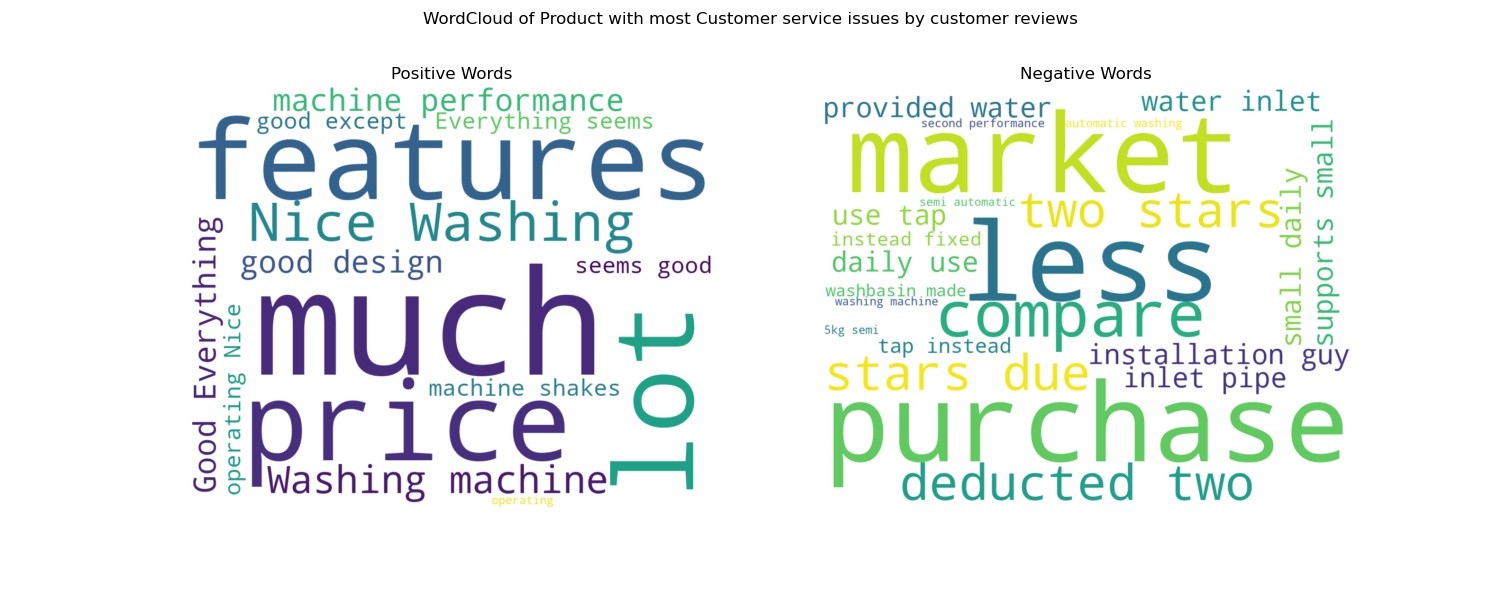 WordCloud of Product with most Customer service issues by customer reviews
Positive Words
machine performance
good except
Everything seems
features
Nice Washing
good design
seems good
Good Everything
operating Nice
much
lot
machine shakes
price
Washing machine
operating
Negative Words
provided water
water inlet
second performance
automatic washing
market
supports small
small daily
semi automatic
two stars
use tap
instead fixed
less
daily use
washbasin made
washing machine
compare
5kg semi
tap instead
installation guy
stars due
inlet pipe
purchase
deducted two